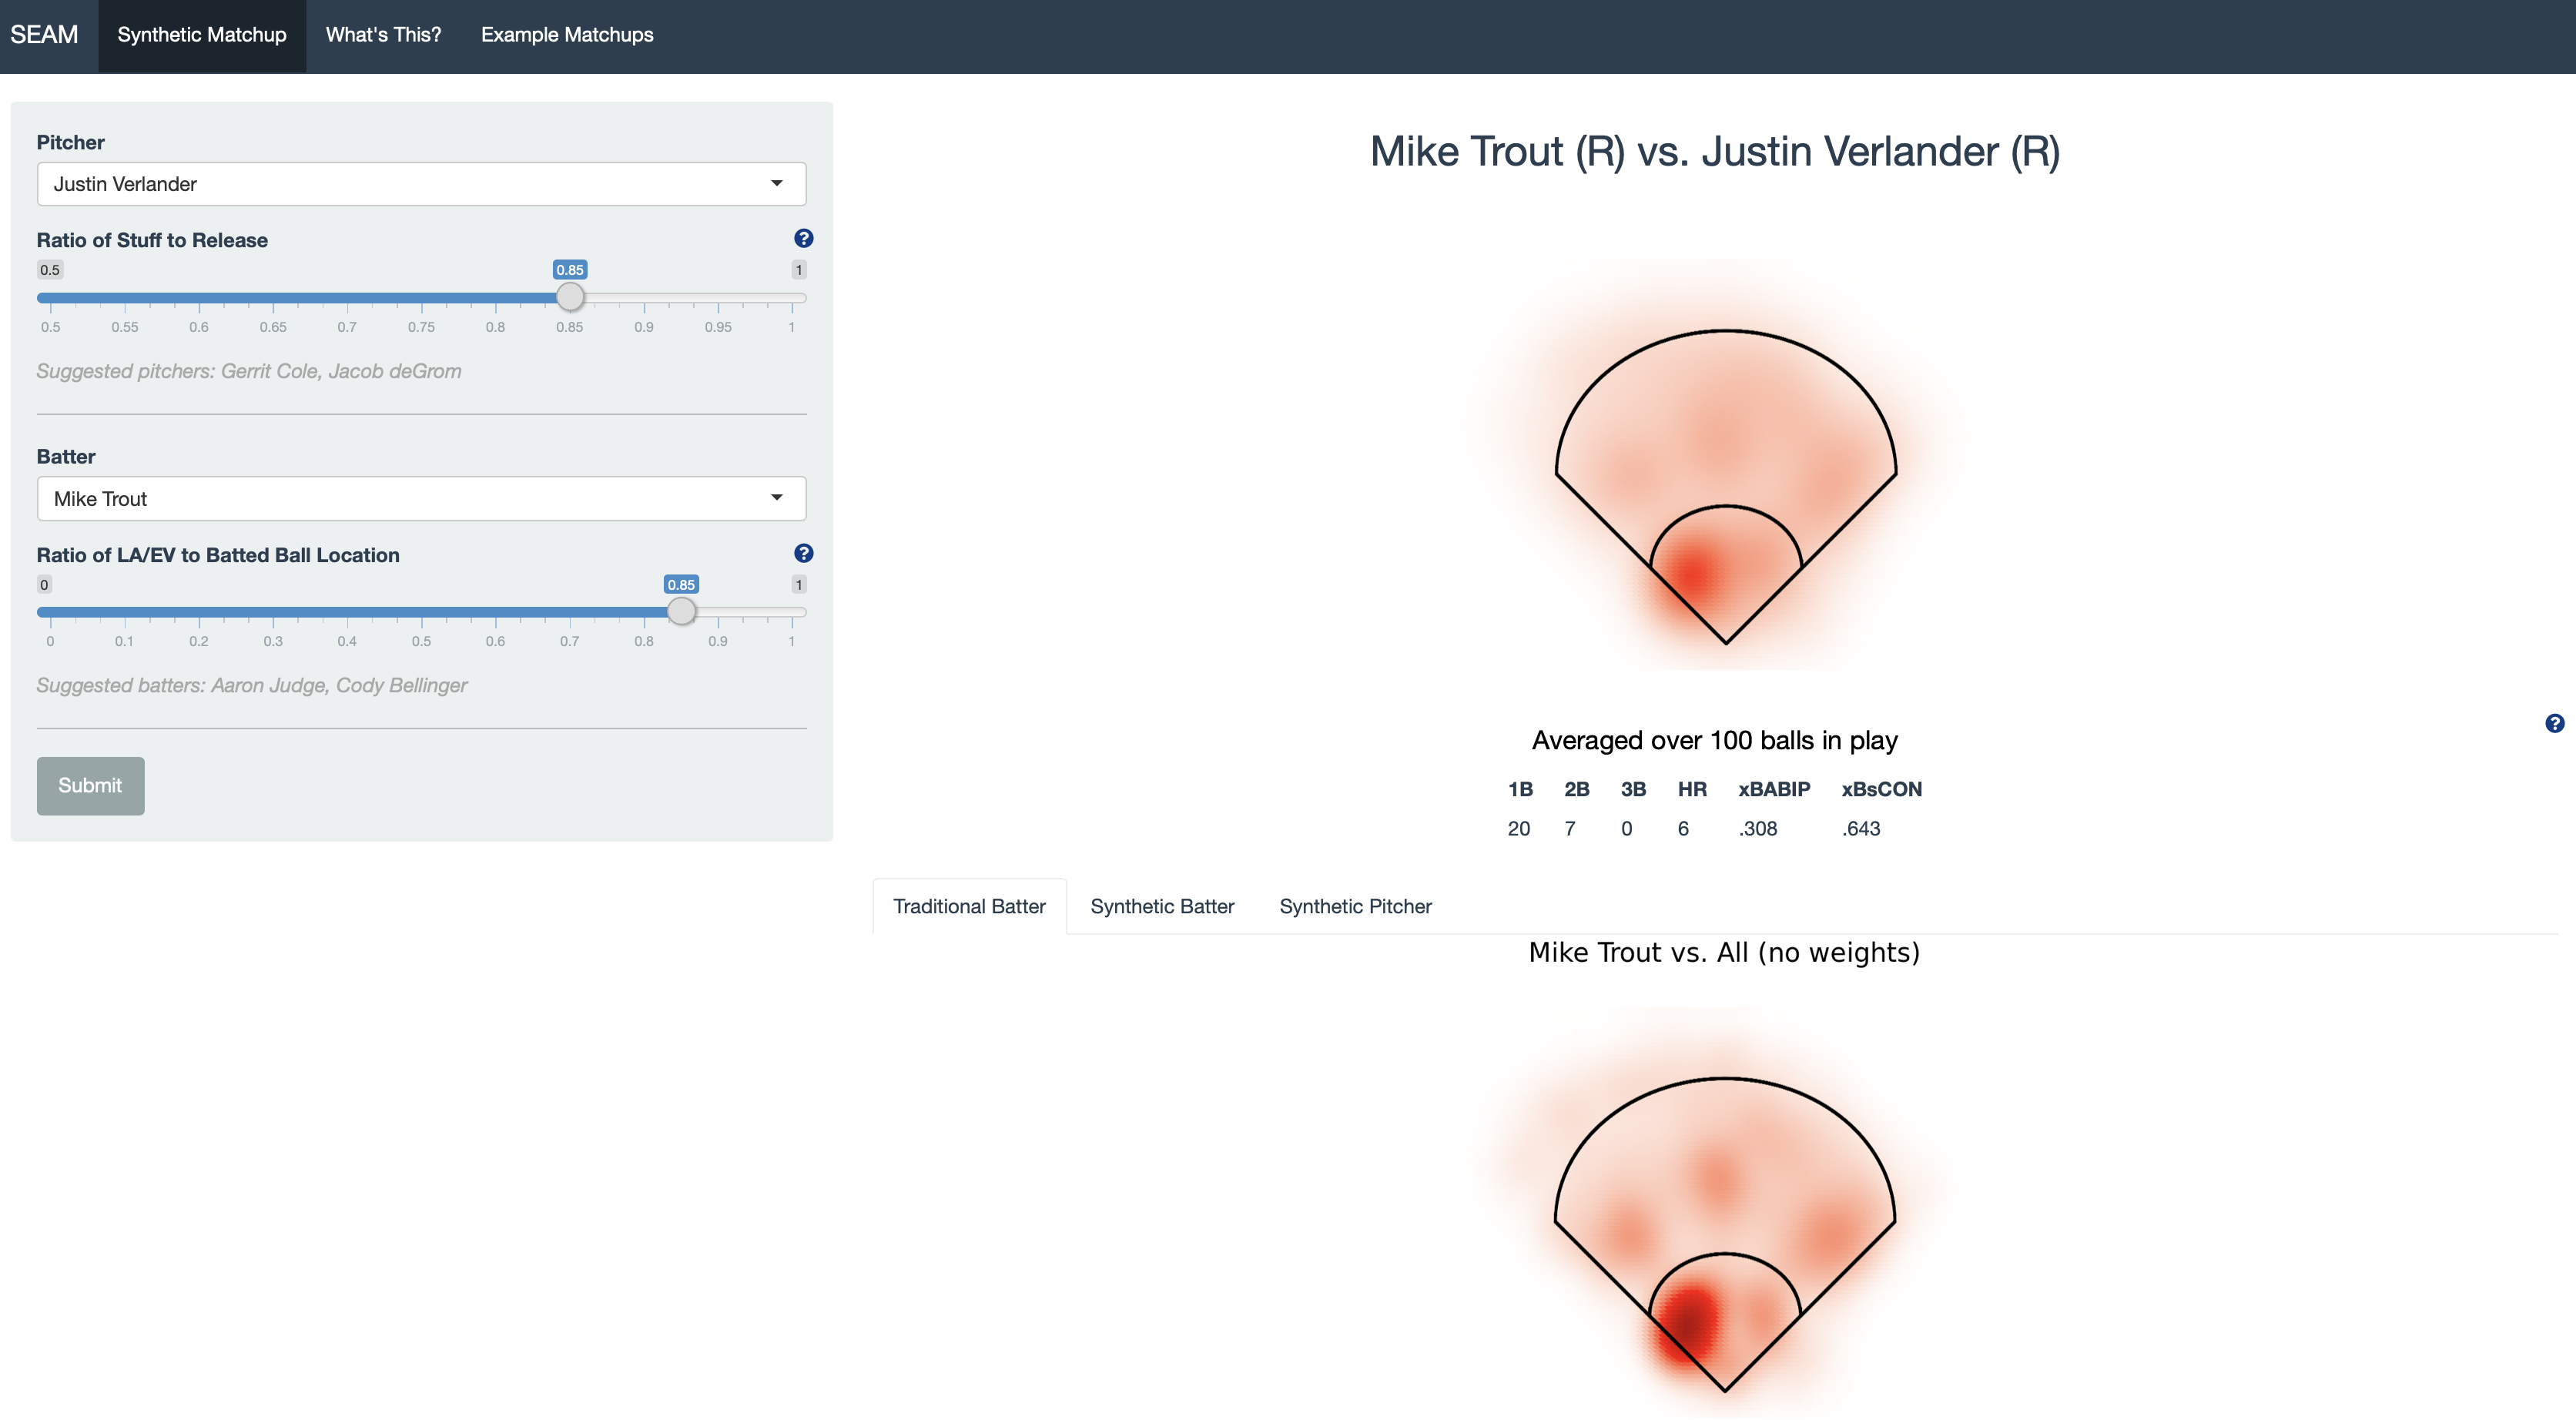 SEAM Synthetic Matchup What's This? Example Matchups
Pitcher
Justin Verlander
Ratio of Stuff to Release ?
0.5 0.85 1
0.5 0.55 0.6 0.65 0.7 0.75 0.8 0.85 0.9 0.95 1
Suggested pitchers: Gerrit Cole, Jacob deGrom
Batter
Mike Trout
Ratio of LA/EV to Batted Ball Location ?
0 0.85 1
0 0.1 0.2 0.3 0.4 0.5 0.6 0.7 0.8 0.9 1
Suggested batters: Aaron Judge, Cody Bellinger
Submit
Mike Trout (R) vs. Justin Verlander (R)
?
Averaged over 100 balls in play
1B 2B 3B HR xBABIP xBsCON
20 7 0 6 .308 .643
Traditional Batter Synthetic Batter Synthetic Pitcher
Mike Trout vs. All (no weights)